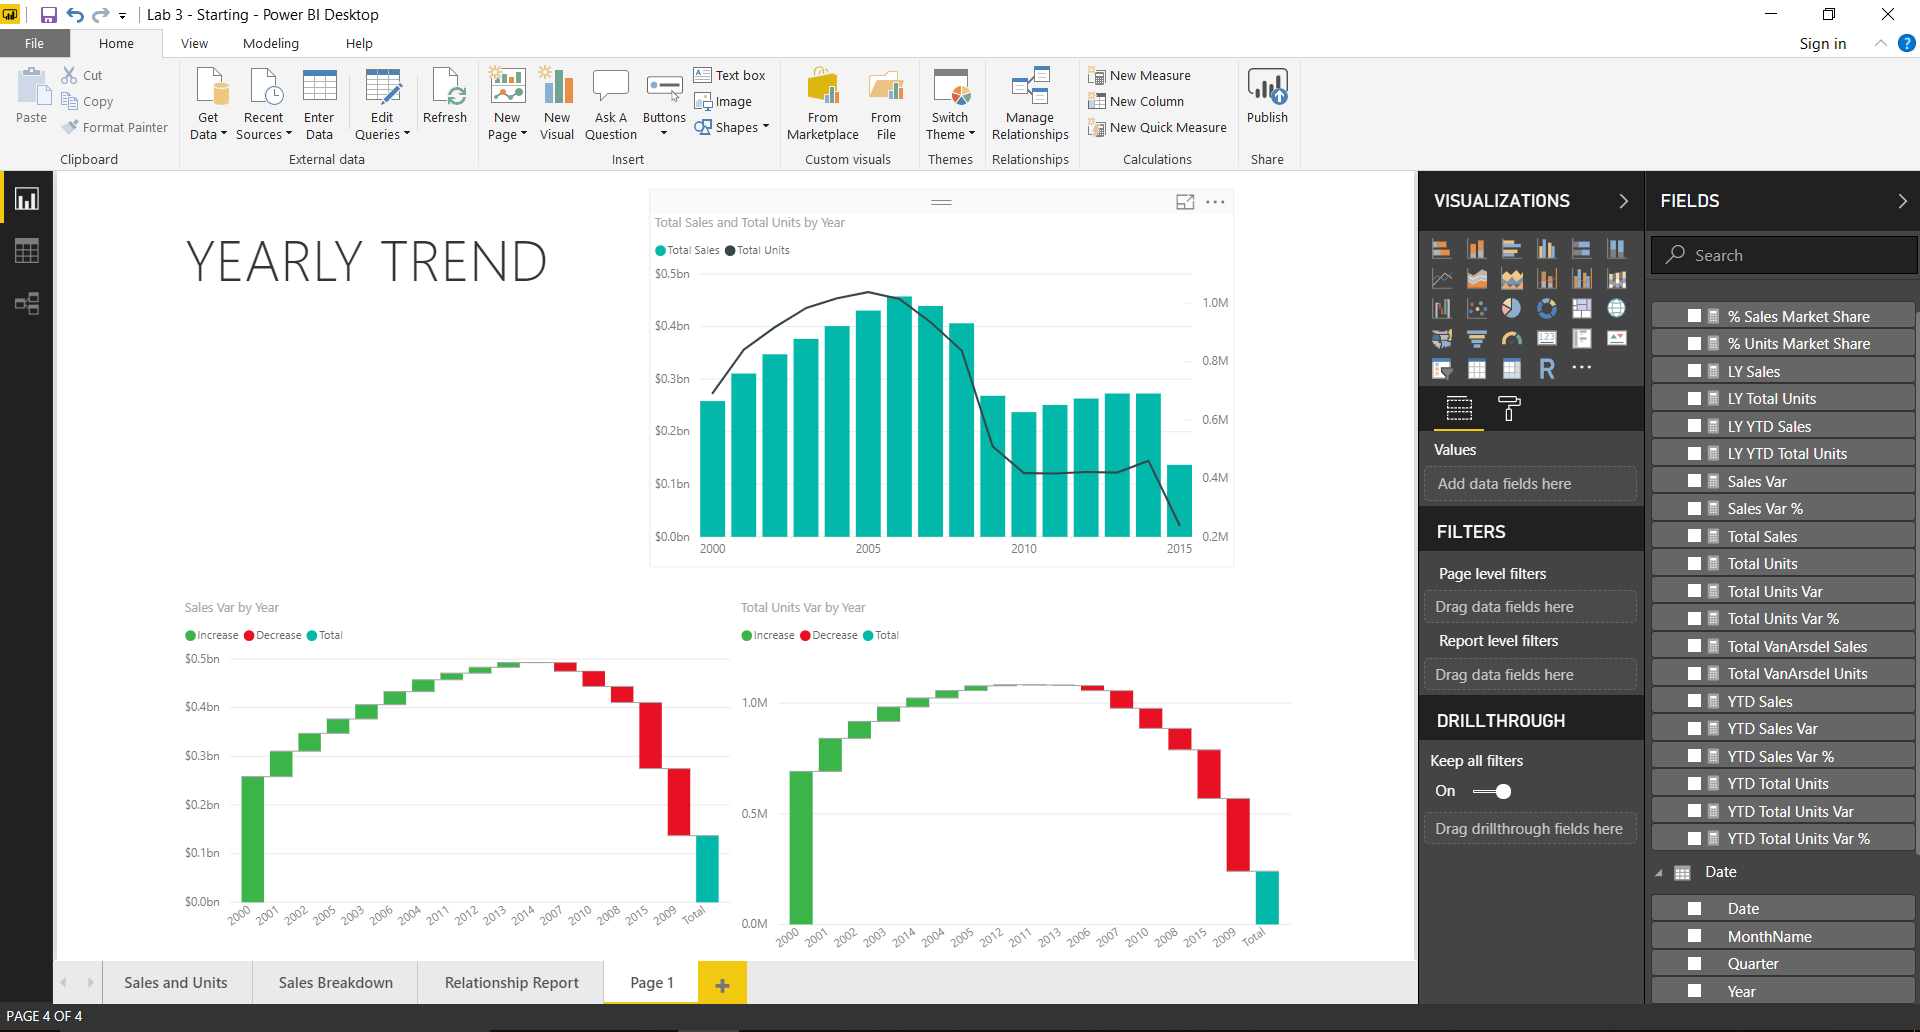 Lab 3 - Starting - Power BI Desktop
File Home View Modeling Help Sign in ?
Paste
Cut
Copy
Format Painter
Clipboard
Get Data
Recent Sources
Enter Data
Edit Queries
Refresh
External data
New Page
New Visual
Ask A Question
Buttons
Text box
Image
Shapes
Insert
From Marketplace
From File
Custom visuals
Switch Theme
Themes
Manage Relationships
Relationships
New Measure
New Column
New Quick Measure
Calculations
Publish
Share
YEARLY TREND
Total Sales and Total Units by Year
Total Sales Total Units
$0.5bn
$0.4bn
$0.3bn
$0.2bn
$0.1bn
$0.0bn
1.0M
0.8M
0.6M
0.4M
0.2M
2000 2005 2010 2015
Sales Var by Year
Increase Decrease Total
$0.5bn
$0.4bn
$0.3bn
$0.2bn
$0.1bn
$0.0bn
2000 2001 2002 2005 2003 2006 2004 2011 2012 2013 2014 2007 2010 2008 2015 2009 Total
Total Units Var by Year
Increase Decrease Total
1.0M
0.5M
0.0M
2000 2001 2002 2003 2014 2004 2005 2012 2011 2013 2006 2007 2010 2008 2015 2009 Total
VISUALIZATIONS
123
R
Values
Add data fields here
FILTERS
Page level filters
Drag data fields here
Report level filters
Drag data fields here
DRILLTHROUGH
Keep all filters
On
Drag drillthrough fields here
FIELDS
Search
% Sales Market Share
% Units Market Share
LY Sales
LY Total Units
LY YTD Sales
LY YTD Total Units
Sales Var
Sales Var %
Total Sales
Total Units
Total Units Var
Total Units Var %
Total VanArsdel Sales
Total VanArsdel Units
YTD Sales
YTD Sales Var
YTD Sales Var %
YTD Total Units
YTD Total Units Var
YTD Total Units Var %
Date
Date
MonthName
Quarter
Year
Sales and Units Sales Breakdown Relationship Report Page 1 +
PAGE 4 OF 4